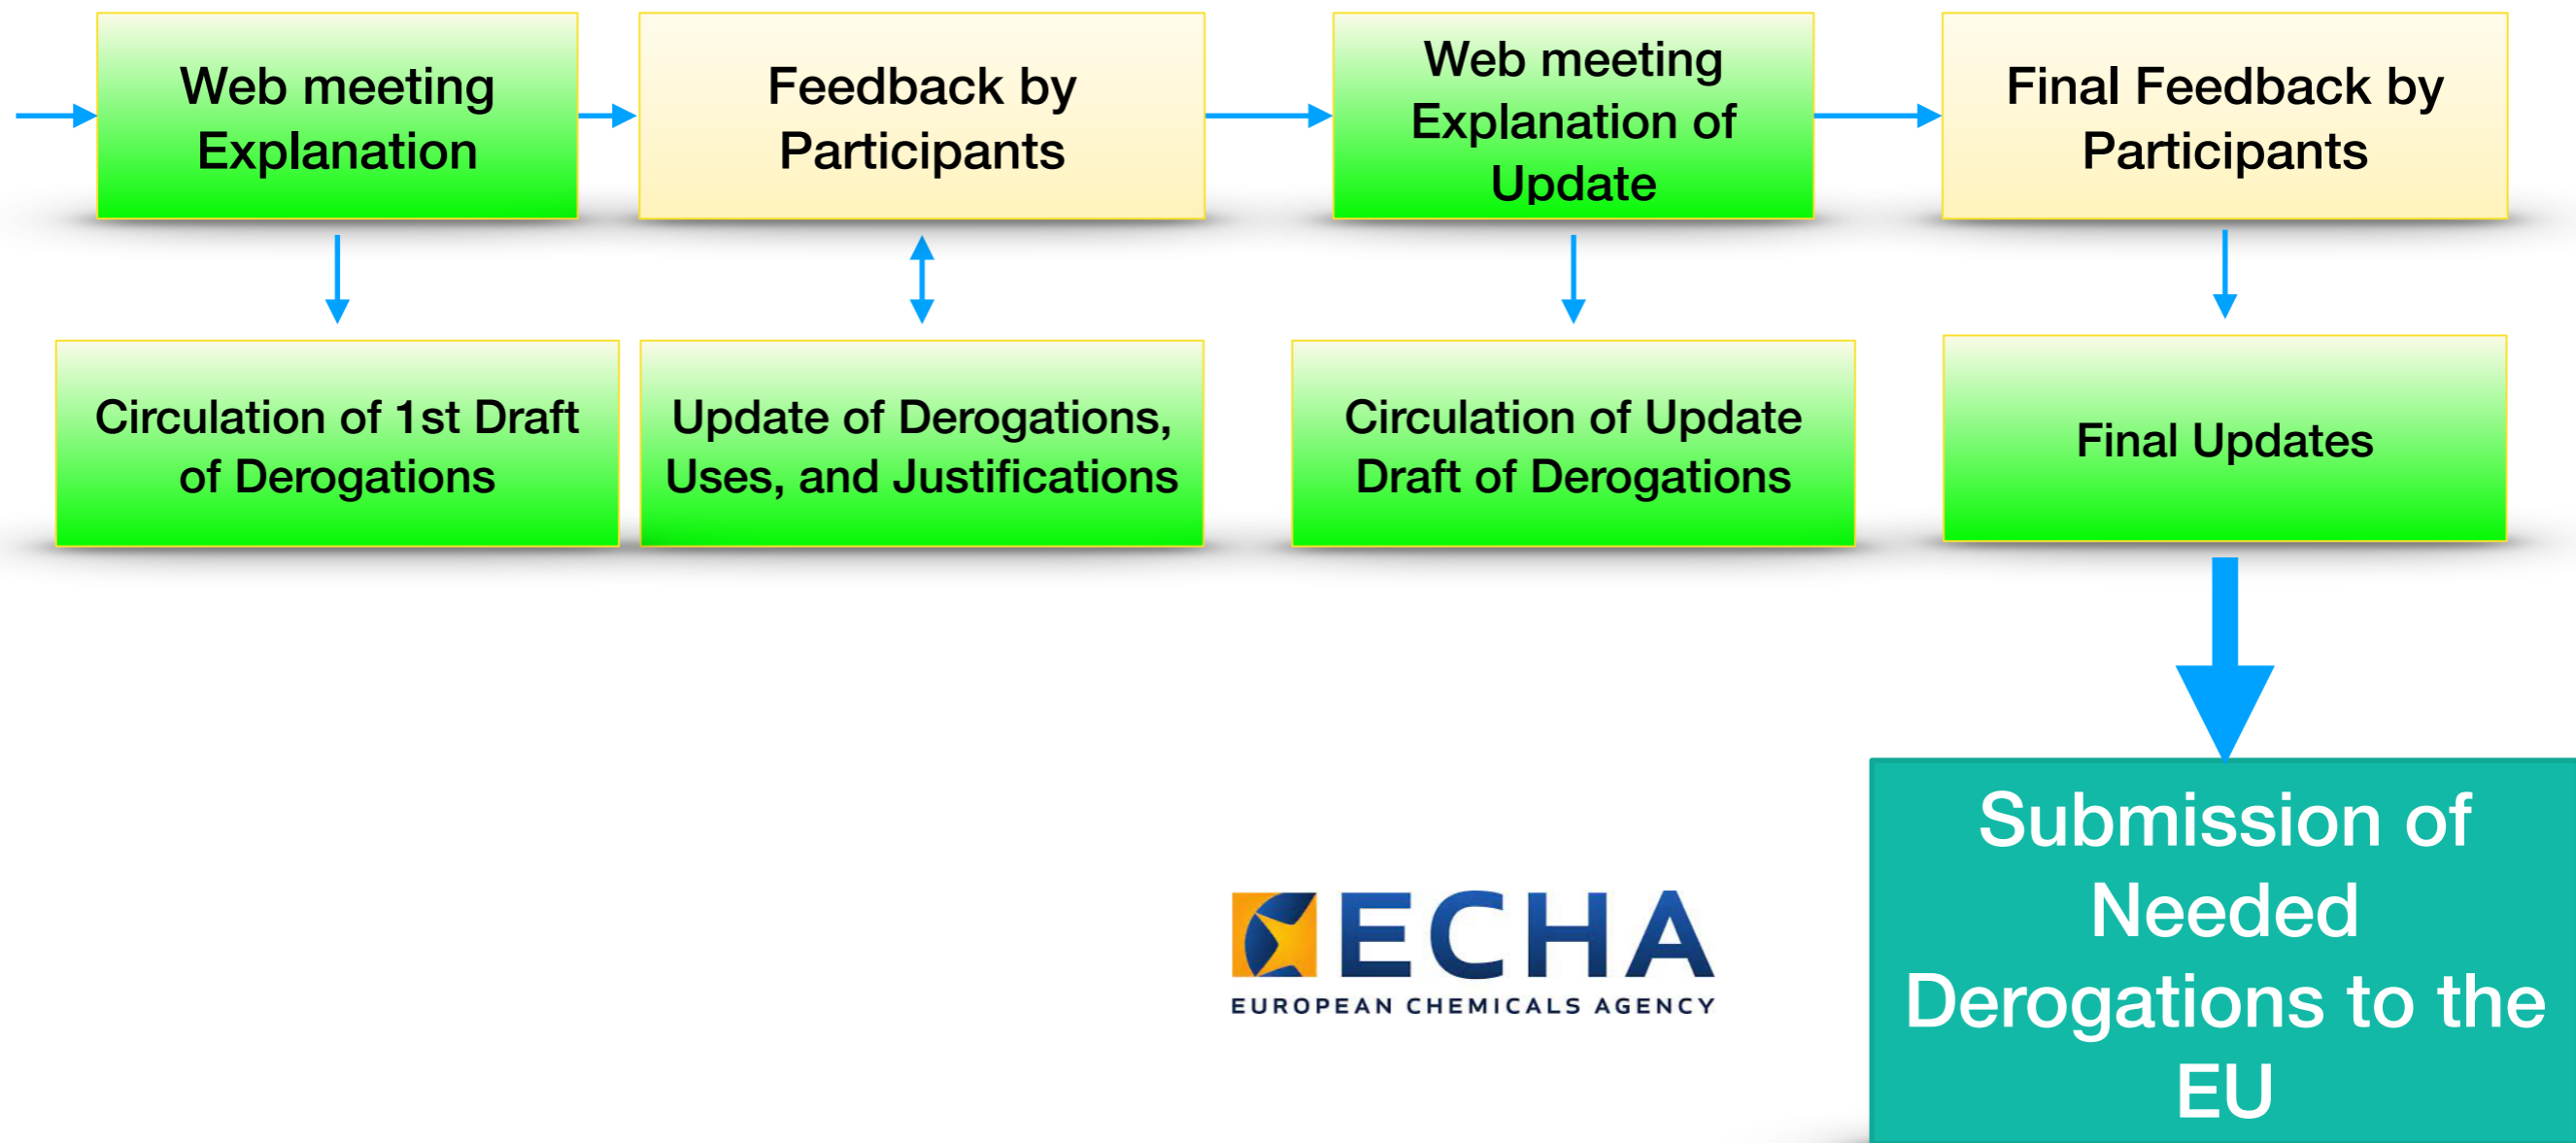 Web meeting
Explanation
Feedback by
Participants
Web meeting
Explanation of
Update
Final Feedback by
Participants
Circulation of 1st Draft
of Derogations
Update of Derogations,
Uses, and Justifications
Circulation of Update
Draft of Derogations
Final Updates
Submission of
Needed
Derogations to the
EU
ECHA
EUROPEAN CHEMICALS AGENCY